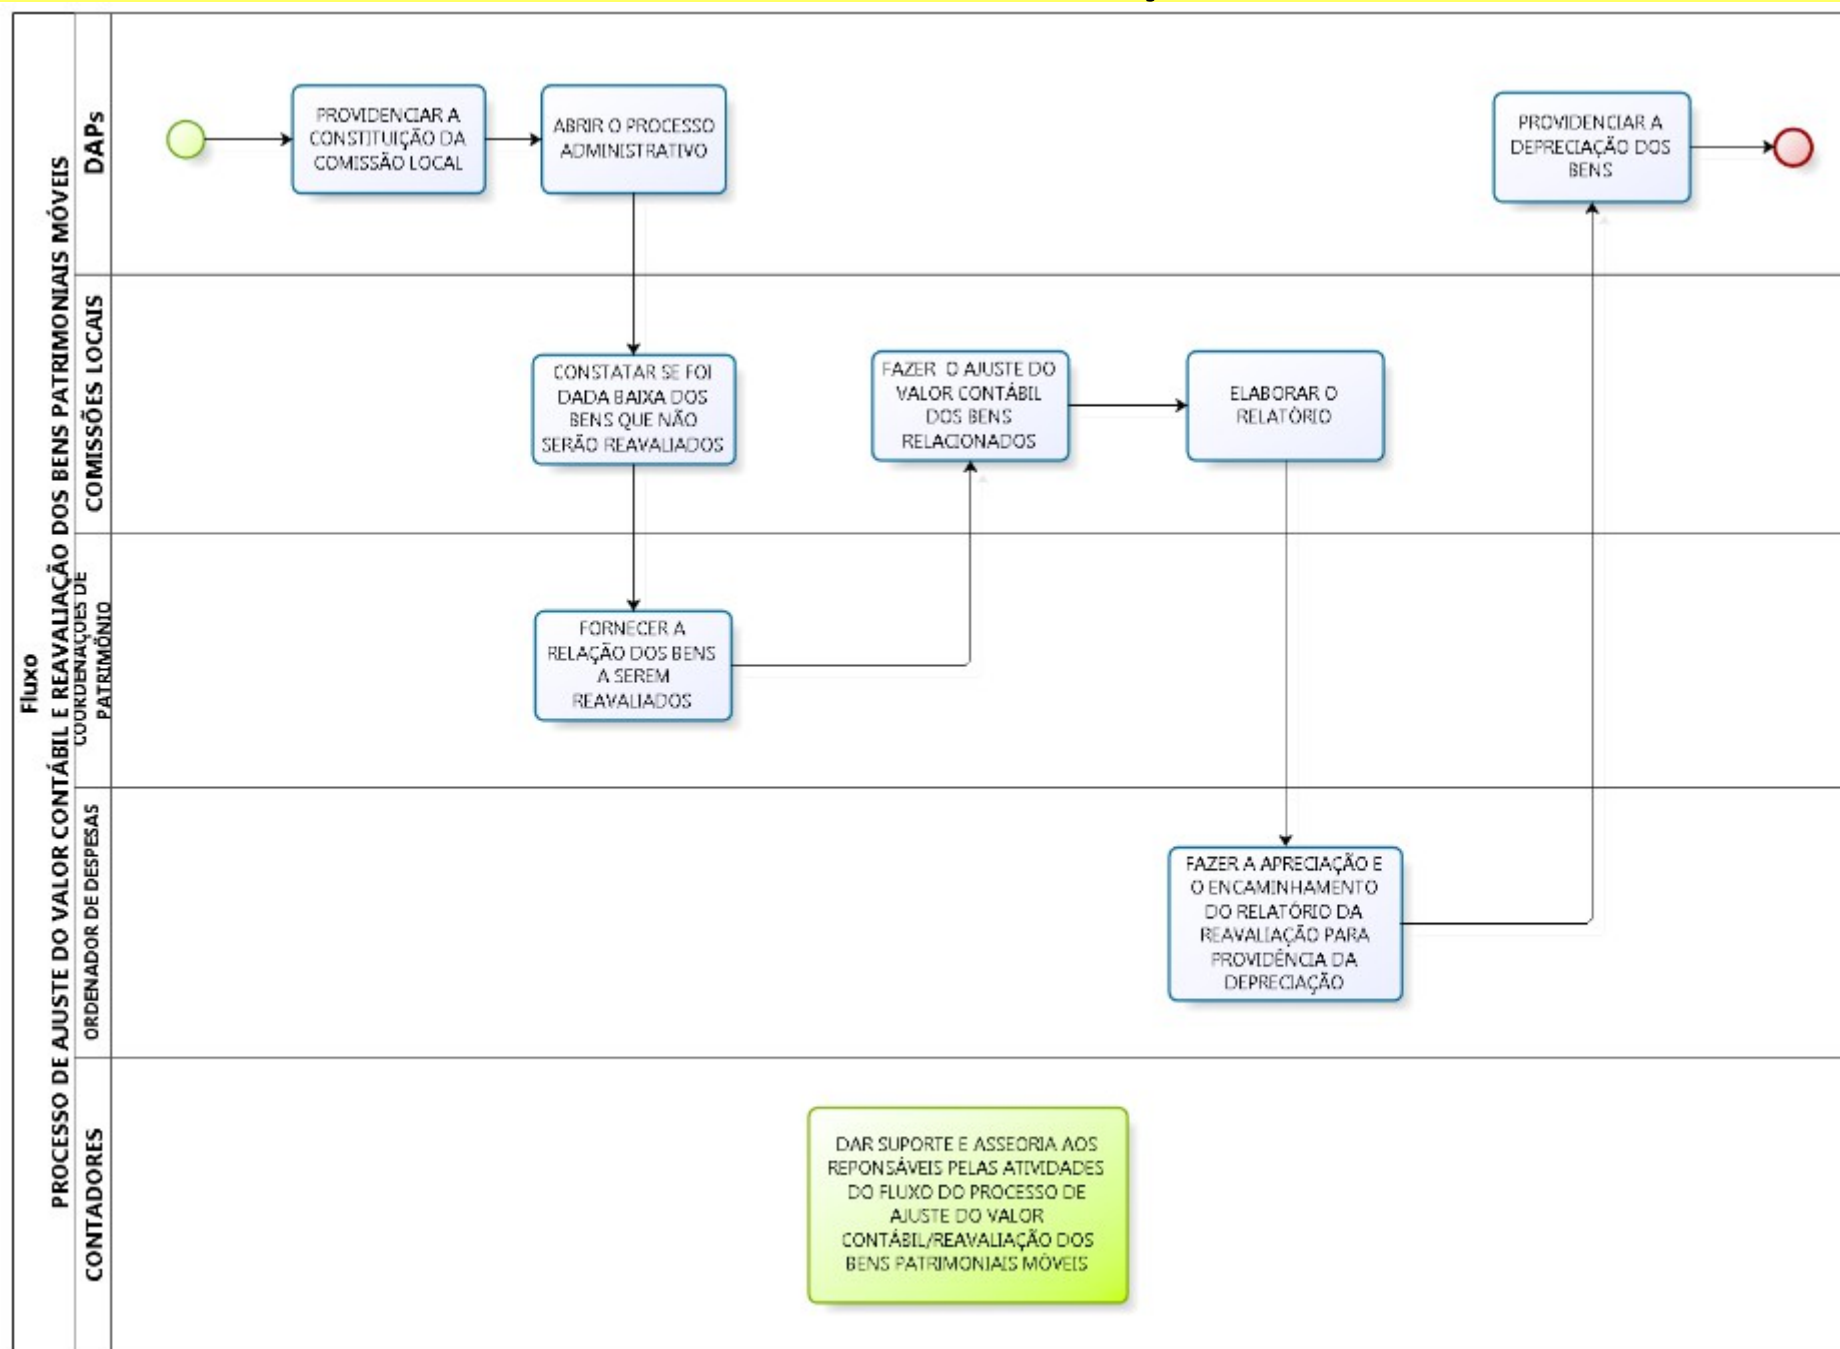 Fluxo
PROCESSO DE AJUSTE DO VALOR CONTÁBIL E REAVALIAÇÃO DOS BENS PATRIMONIAIS MÓVEIS
DAPs
PROVIDENCIAR A
CONSTITUIÇÃO DA
COMISSÃO LOCAL
ABRIR O PROCESSO
ADMINISTRATIVO
PROVIDENCIAR A
DEPRECIAÇÃO DOS
BENS
COMISSÕES LOCAIS
CONSTATAR SE FOI
DADA BAIXA DOS
BENS QUE NÃO
SERÃO REAVALIADOS
FAZER O AJUSTE DO
VALOR CONTÁBIL
DOS BENS
RELACIONADOS
ELABORAR O
RELATÓRIO
COORDENAÇÕES DE
PATRIMÔNIO
FORNECER A
RELAÇÃO DOS BENS
A SEREM
REAVALIADOS
ORDENADOR DE DESPESAS
FAZER A APRECIAÇÃO E
O ENCAMINHAMENTO
DO RELATÓRIO DA
REAVALIAÇÃO PARA
PROVIDÊNCIA DA
DEPRECIAÇÃO
CONTADORES
DAR SUPORTE E ASSEORIA AOS
REPONSÁVEIS PELAS ATIVIDADES
DO FLUXO DO PROCESSO DE
AJUSTE DO VALOR
CONTÁBIL/REAVALIAÇÃO DOS
BENS PATRIMONIAIS MÓVEIS